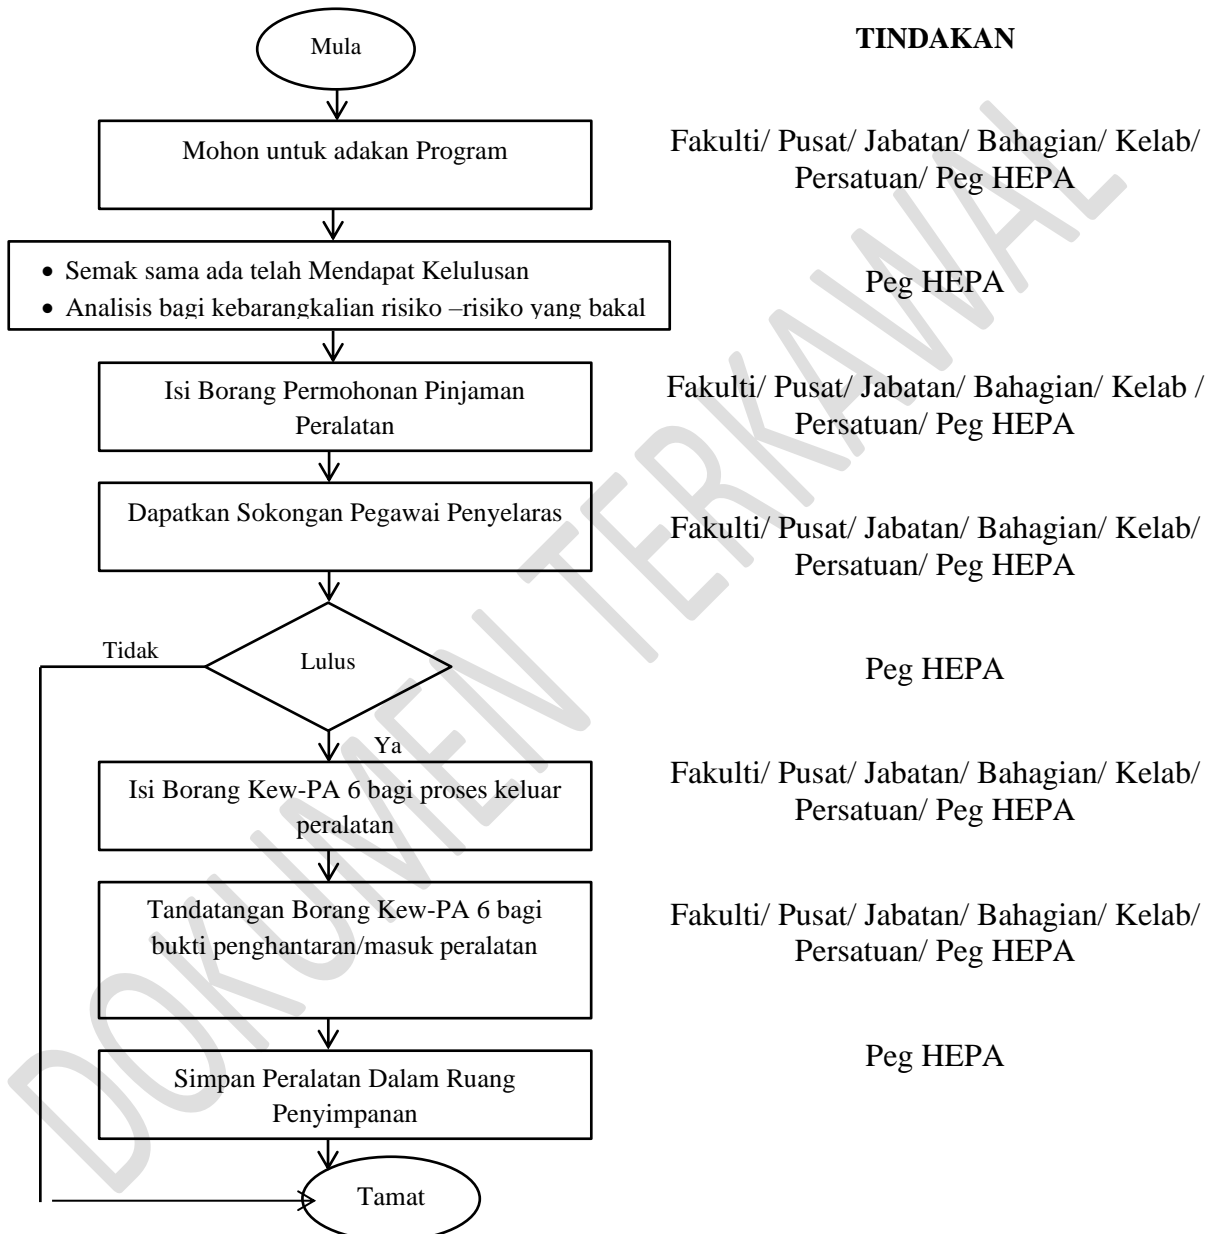 Mula
TINDAKAN
Mohon untuk adakan Program
Fakulti/ Pusat/ Jabatan/ Bahagian/ Kelab/
Persatuan/ Peg HEPA
• Semak sama ada telah Mendapat Kelulusan
• Analisis bagi kebarangkalian risiko –risiko yang bakal
Peg HEPA
Isi Borang Permohonan Pinjaman
Peralatan
Fakulti/ Pusat/ Jabatan/ Bahagian/ Kelab /
Persatuan/ Peg HEPA
Dapatkan Sokongan Pegawai Penyelaras
Fakulti/ Pusat/ Jabatan/ Bahagian/ Kelab/
Persatuan/ Peg HEPA
Tidak
Lulus
Peg HEPA
Ya
Isi Borang Kew-PA 6 bagi proses keluar
peralatan
Fakulti/ Pusat/ Jabatan/ Bahagian/ Kelab/
Persatuan/ Peg HEPA
Tandatangan Borang Kew-PA 6 bagi
bukti penghantaran/masuk peralatan
Fakulti/ Pusat/ Jabatan/ Bahagian/ Kelab/
Persatuan/ Peg HEPA
Simpan Peralatan Dalam Ruang
Penyimpanan
Peg HEPA
Tamat
DOKUMEN TERKAWAL